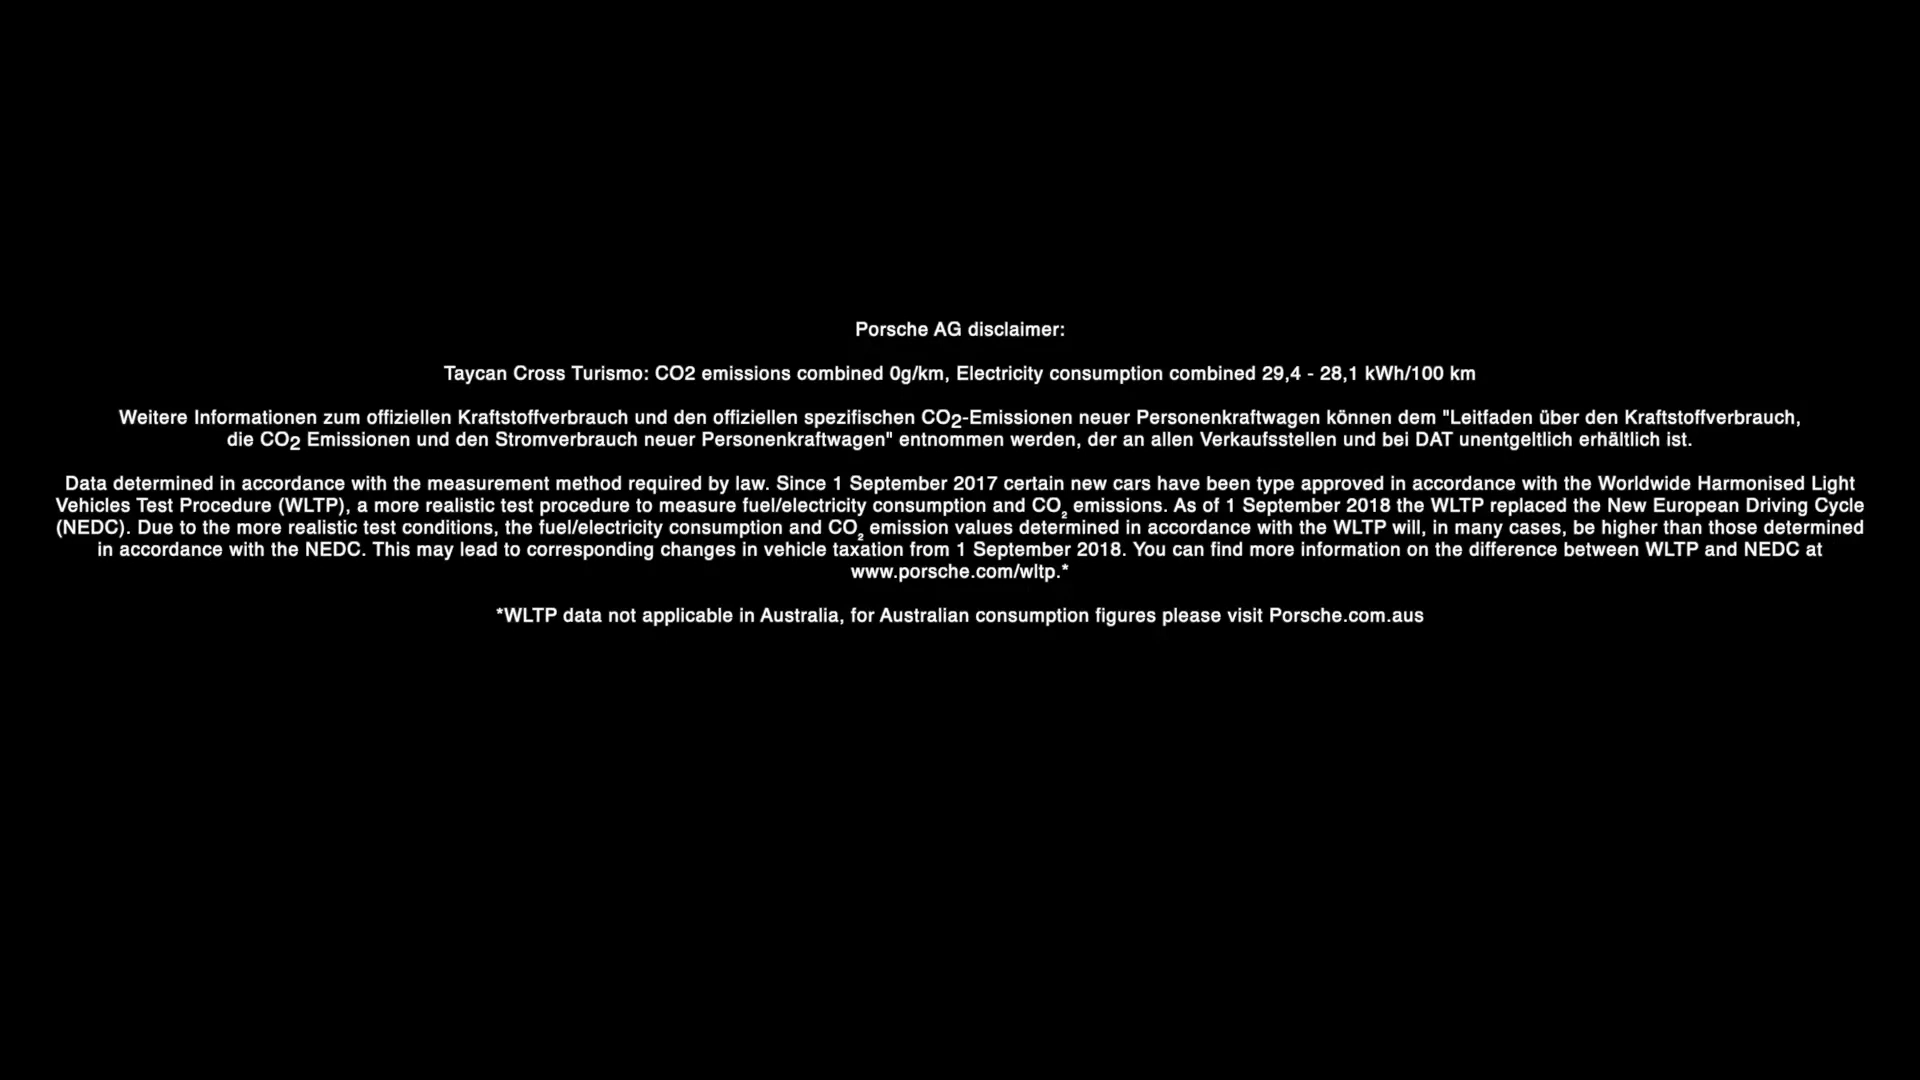 Porsche AG disclaimer:
Taycan Cross Turismo: CO2 emissions combined 0g/km, Electricity consumption combined 29,4 - 28,1 kWh/100 km
Weitere Informationen zum offiziellen Kraftstoffverbrauch und den offiziellen spezifischen CO2-Emissionen neuer Personenkraftwagen können dem "Leitfaden über den Kraftstoffverbrauch,
die CO2 Emissionen und den Stromverbrauch neuer Personenkraftwagen" entnommen werden, der an allen Verkaufsstellen und bei DAT unentgeltlich erhältlich ist.
Data determined in accordance with the measurement method required by law. Since 1 September 2017 certain new cars have been type approved in accordance with the Worldwide Harmonised Light
Vehicles Test Procedure (WLTP), a more realistic test procedure to measure fuel/electricity consumption and CO₂ emissions. As of 1 September 2018 the WLTP replaced the New European Driving Cycle
(NEDC). Due to the more realistic test conditions, the fuel/electricity consumption and CO₂ emission values determined in accordance with the WLTP will, in many cases, be higher than those determined
in accordance with the NEDC. This may lead to corresponding changes in vehicle taxation from 1 September 2018. You can find more information on the difference between WLTP and NEDC at
www.porsche.com/wltp.*
*WLTP data not applicable in Australia, for Australian consumption figures please visit Porsche.com.aus